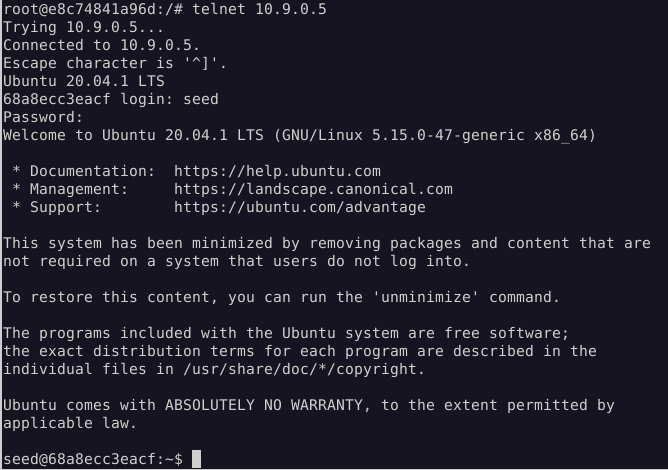 root@e8c74841a96d:/# telnet 10.9.0.5
Trying 10.9.0.5...
Connected to 10.9.0.5.
Escape character is '^]'.
Ubuntu 20.04.1 LTS
68a8ecc3eacf login: seed
Password:
Welcome to Ubuntu 20.04.1 LTS (GNU/Linux 5.15.0-47-generic x86_64)

 * Documentation:  https://help.ubuntu.com
 * Management:     https://landscape.canonical.com
 * Support:        https://ubuntu.com/advantage

This system has been minimized by removing packages and content that are
not required on a system that users do not log into.

To restore this content, you can run the 'unminimize' command.

The programs included with the Ubuntu system are free software;
the exact distribution terms for each program are described in the
individual files in /usr/share/doc/*/copyright.

Ubuntu comes with ABSOLUTELY NO WARRANTY, to the extent permitted by
applicable law.

seed@68a8ecc3eacf:~$